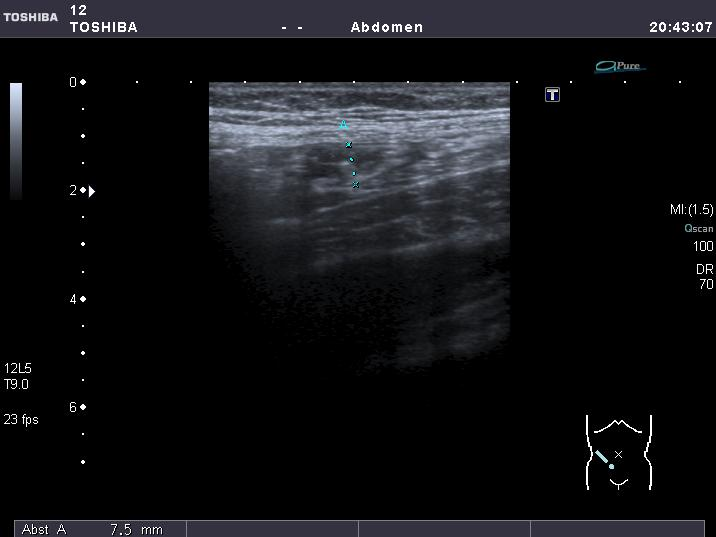 TOSHIBA
12
TOSHIBA - - Abdomen 20:43:07
aPure
0
T
2
MI:(1.5)
Qscan
100
DR
70
4
12L5
T9.0
6
23 fps
Abst A 7.5 mm